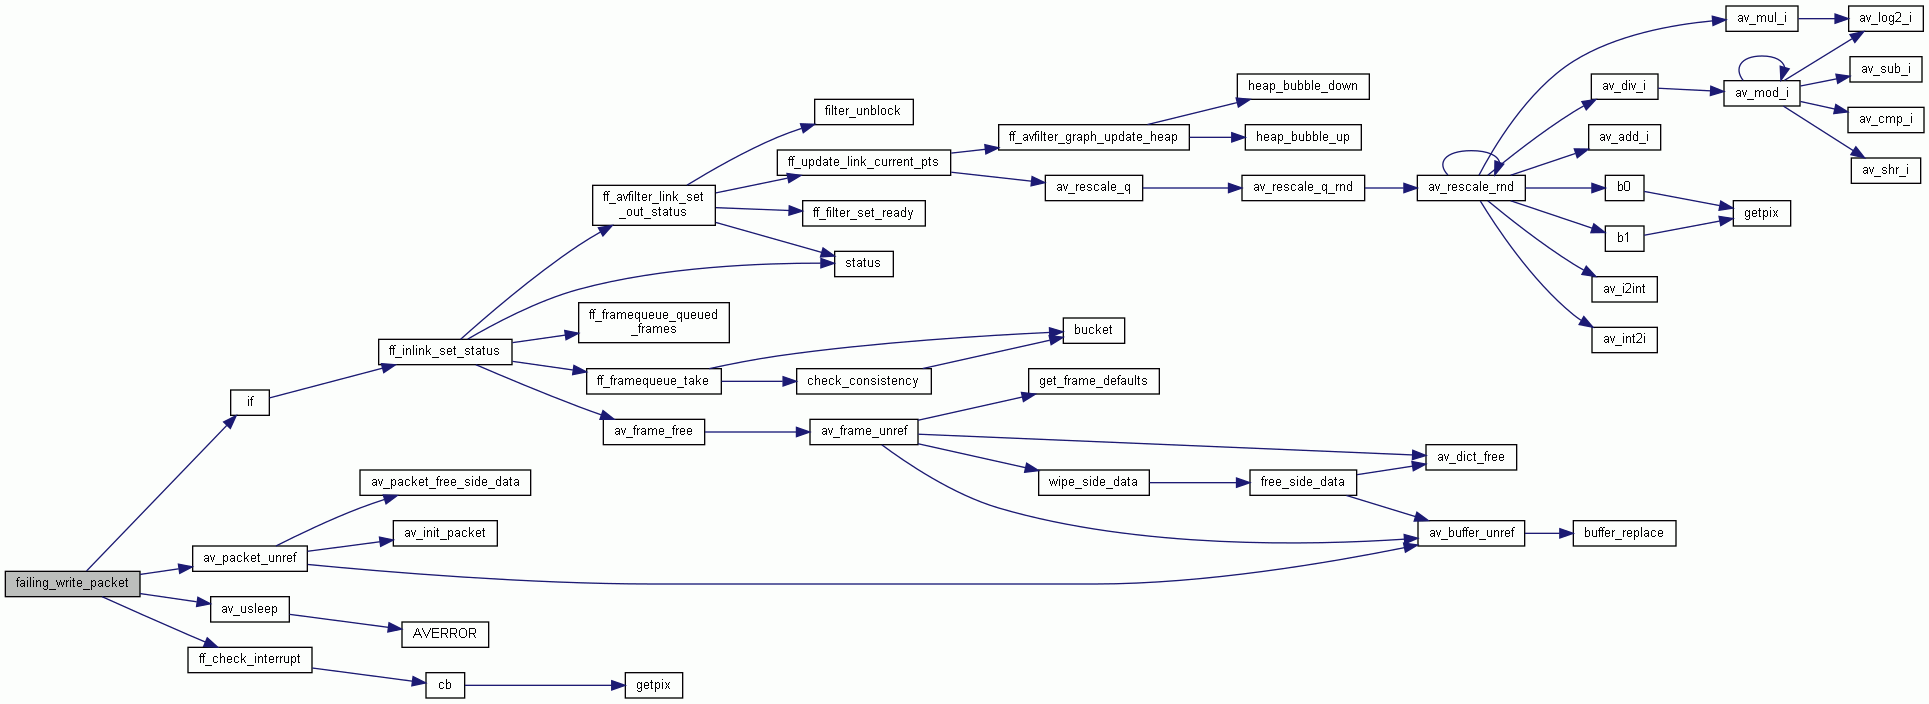 av_mul_i
av_log2_i
av_sub_i
heap_bubble_down
av_div_i
av_mod_i
filter_unblock
av_cmp_i
ff_avfilter_graph_update_heap
heap_bubble_up
av_add_i
ff_update_link_current_pts
av_shr_i
av_rescale_q
av_rescale_q_rnd
av_rescale_rnd
b0
ff_avfilter_link_set
_out_status
ff_filter_set_ready
getpix
b1
status
av_i2int
ff_framequeue_queued
_frames
bucket
av_int2i
ff_inlink_set_status
ff_framequeue_take
check_consistency
get_frame_defaults
if
av_frame_free
av_frame_unref
av_dict_free
av_packet_free_side_data
wipe_side_data
free_side_data
av_init_packet
av_buffer_unref
buffer_replace
av_packet_unref
failing_write_packet
av_usleep
AVERROR
ff_check_interrupt
cb
getpix